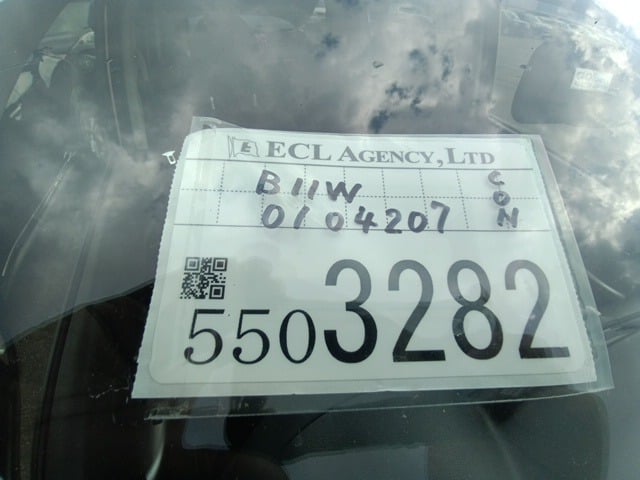 ECL AGENCY, LTD
B11W
0104207
CON
5503282